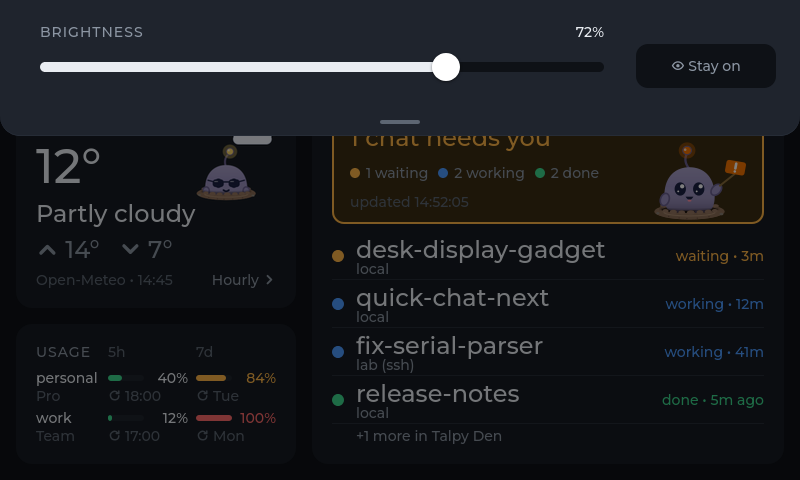 BRIGHTNESS
72%
Stay on
12°
Partly cloudy
14° 7°
Open-Meteo • 14:45
Hourly
1 chat needs you
1 waiting 2 working 2 done
updated 14:52:05
desk-display-gadget
local
waiting • 3m
quick-chat-next
local
working • 12m
fix-serial-parser
lab (ssh)
working • 41m
release-notes
local
done • 5m ago
+1 more in Talpy Den
USAGE 5h 7d
personal 40% 84%
Pro 18:00 Tue
work 12% 100%
Team 17:00 Mon